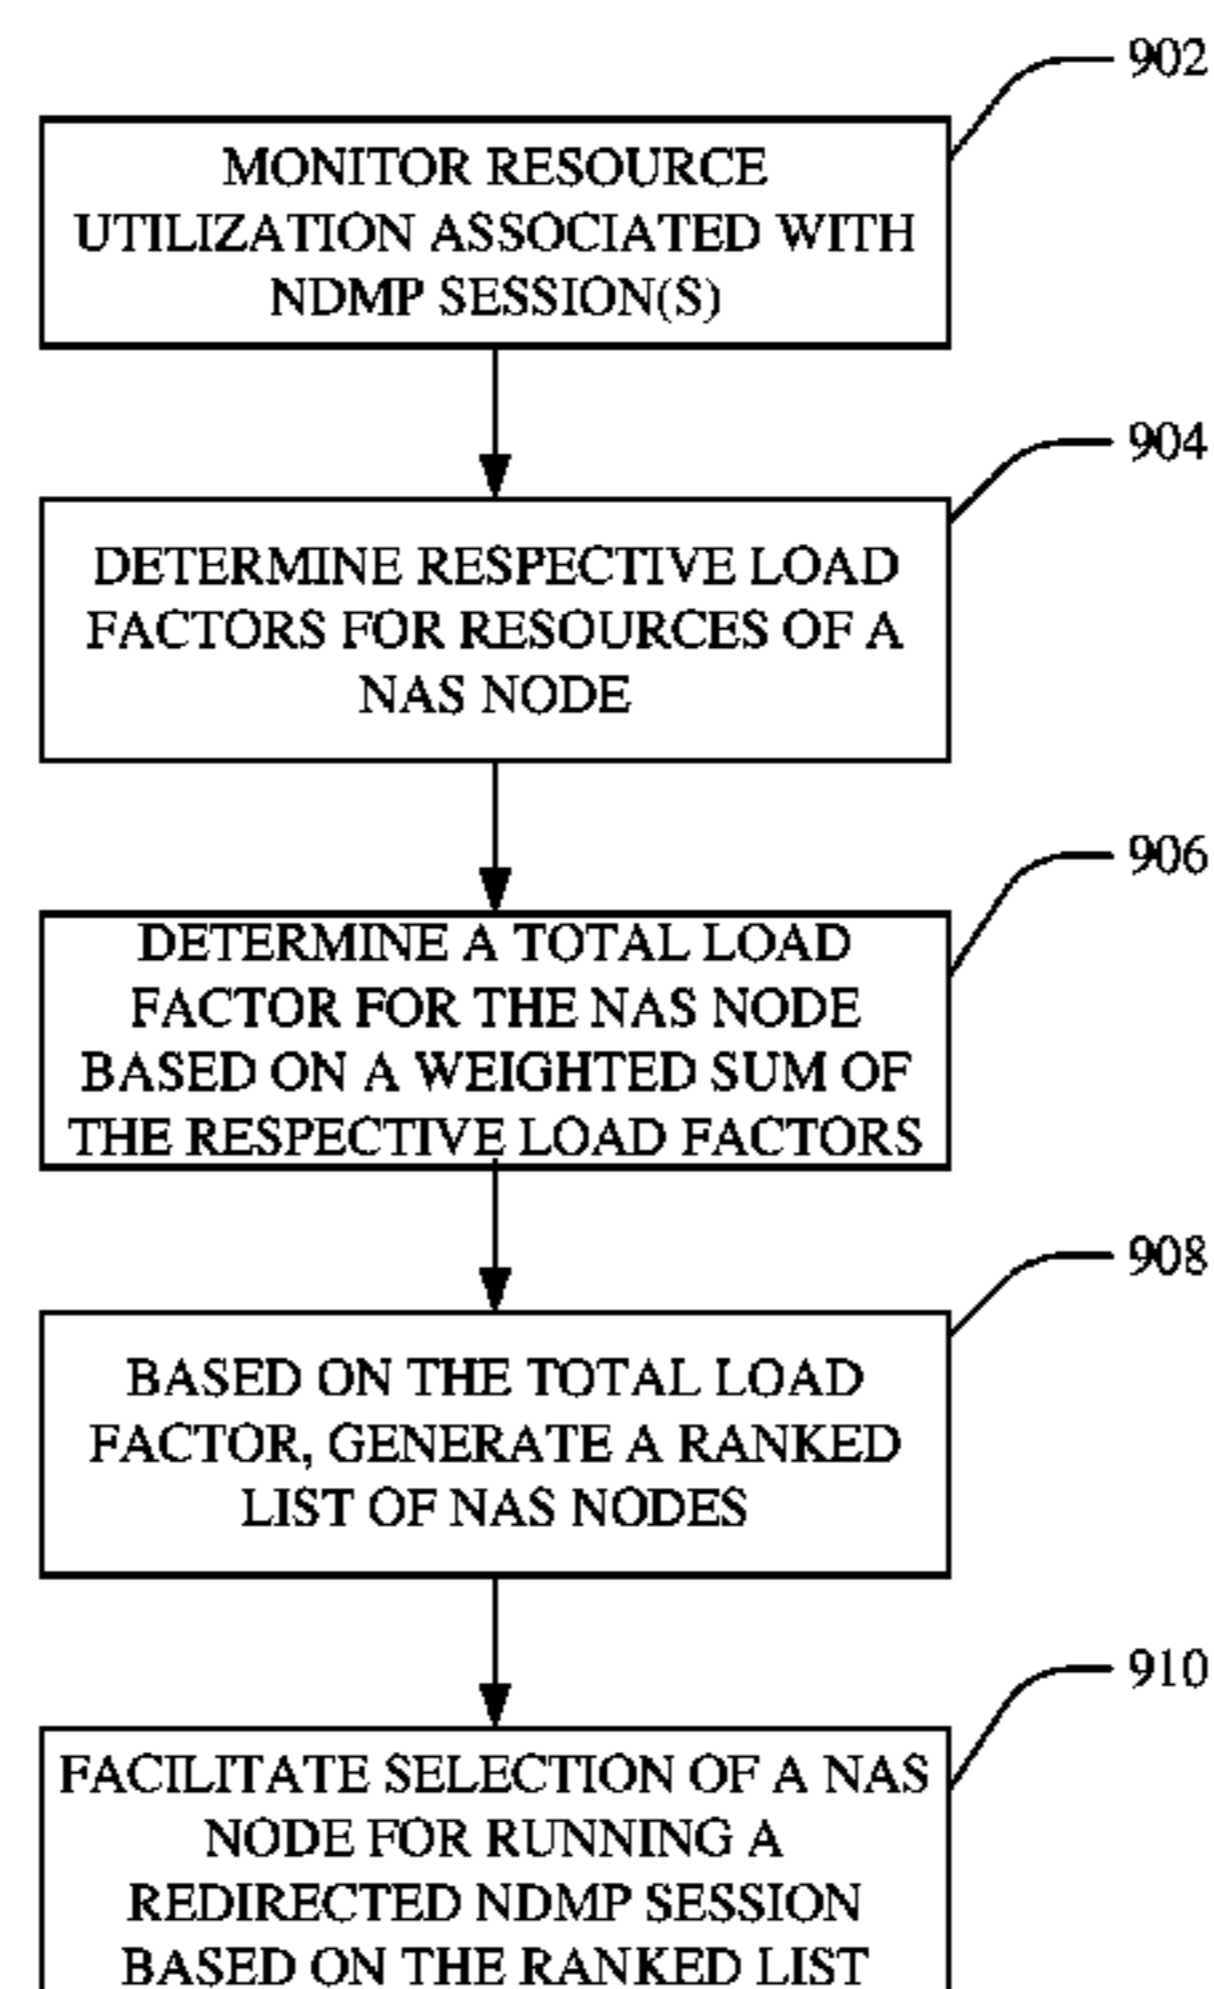 902
MONITOR RESOURCE
UTILIZATION ASSOCIATED WITH
NDMP SESSION(S)
904
DETERMINE RESPECTIVE LOAD
FACTORS FOR RESOURCES OF A
NAS NODE
906
DETERMINE A TOTAL LOAD
FACTOR FOR THE NAS NODE
BASED ON A WEIGHTED SUM OF
THE RESPECTIVE LOAD FACTORS
908
BASED ON THE TOTAL LOAD
FACTOR, GENERATE A RANKED
LIST OF NAS NODES
910
FACILITATE SELECTION OF A NAS
NODE FOR RUNNING A
REDIRECTED NDMP SESSION
BASED ON THE RANKED LIST